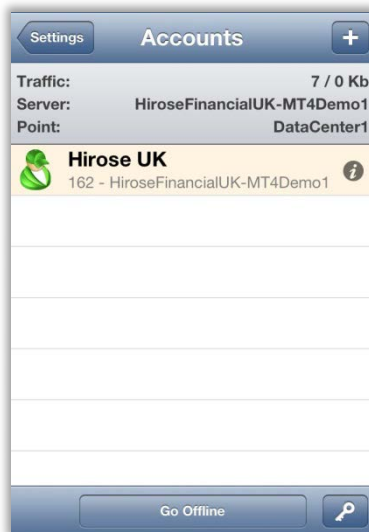 Settings
Accounts
+
Traffic: 7 / 0 Kb
Server: HiroseFinancialUK-MT4Demo1
Point: DataCenter1
Hirose UK
162 - HiroseFinancialUK-MT4Demo1
i
Go Offline